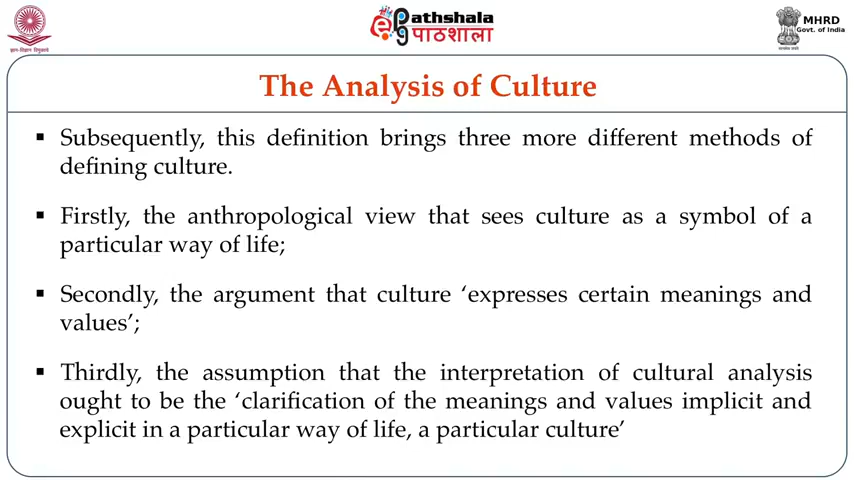 ePathshala
पाठशाला
MHRD
Govt. of India
The Analysis of Culture
▪ Subsequently, this definition brings three more different methods of
defining culture.
▪ Firstly, the anthropological view that sees culture as a symbol of a
particular way of life;
▪ Secondly, the argument that culture ‘expresses certain meanings and
values’;
▪ Thirdly, the assumption that the interpretation of cultural analysis
ought to be the ‘clarification of the meanings and values implicit and
explicit in a particular way of life, a particular culture’